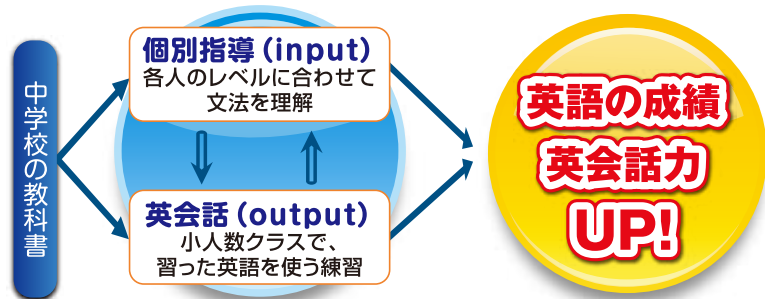 中学校の教科書
個別指導(input)
各人のレベルに合わせて
文法を理解
英会話(output)
小人数クラスで、
習った英語を使う練習
英語の成績
英会話力
UP!